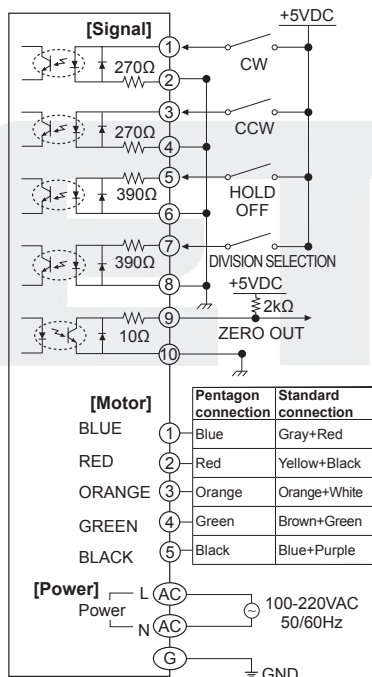 +5VDC
[Signal]
1
CW
270Ω
2
3
CCW
270Ω
4
5
390Ω
HOLD
OFF
6
7
390Ω
DIVISION SELECTION
8
+5VDC
2kΩ
9
10Ω
ZERO OUT
10
[Motor]
Pentagon connection
Standard connection
BLUE 1 Blue Gray+Red
RED 2 Red Yellow+Black
ORANGE 3 Orange Orange+White
GREEN 4 Green Brown+Green
BLACK 5 Black Blue+Purple
[Power]
Power
L AC
N AC
100-220VAC
50/60Hz
G
GND